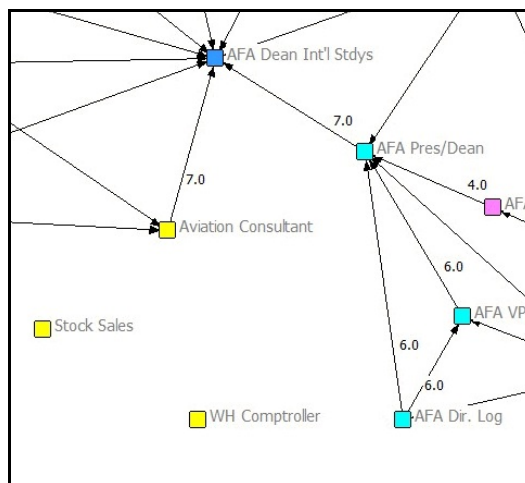 AFA Dean Int'l Stdys
7.0
AFA Pres/Dean
4.0
7.0
AFA
Aviation Consultant
6.0
AFA VP
Stock Sales
6.0
6.0
WH Comptroller
AFA Dir. Log